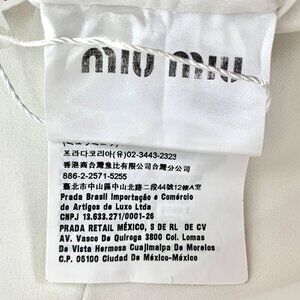 MIU MIU
프라다코리아(유)02-3443-2323
香港商台灣魚比有限公司台灣分公司
886-2-2571-5255
臺北市中山區中山北路二段44號12樓A室
Prada Brasil Importação e Comércio
de Artigos de Luxo Ltda
CNPJ 13.633.271/0001-26
PRADA RETAIL MÉXICO, S DE RL DE CV
AV. Vasco De Quiroga 3800 Col. Lomas
De Vista Hermosa Cuajimalpa De Morelos
C.P. 05100 Ciudad De México-México